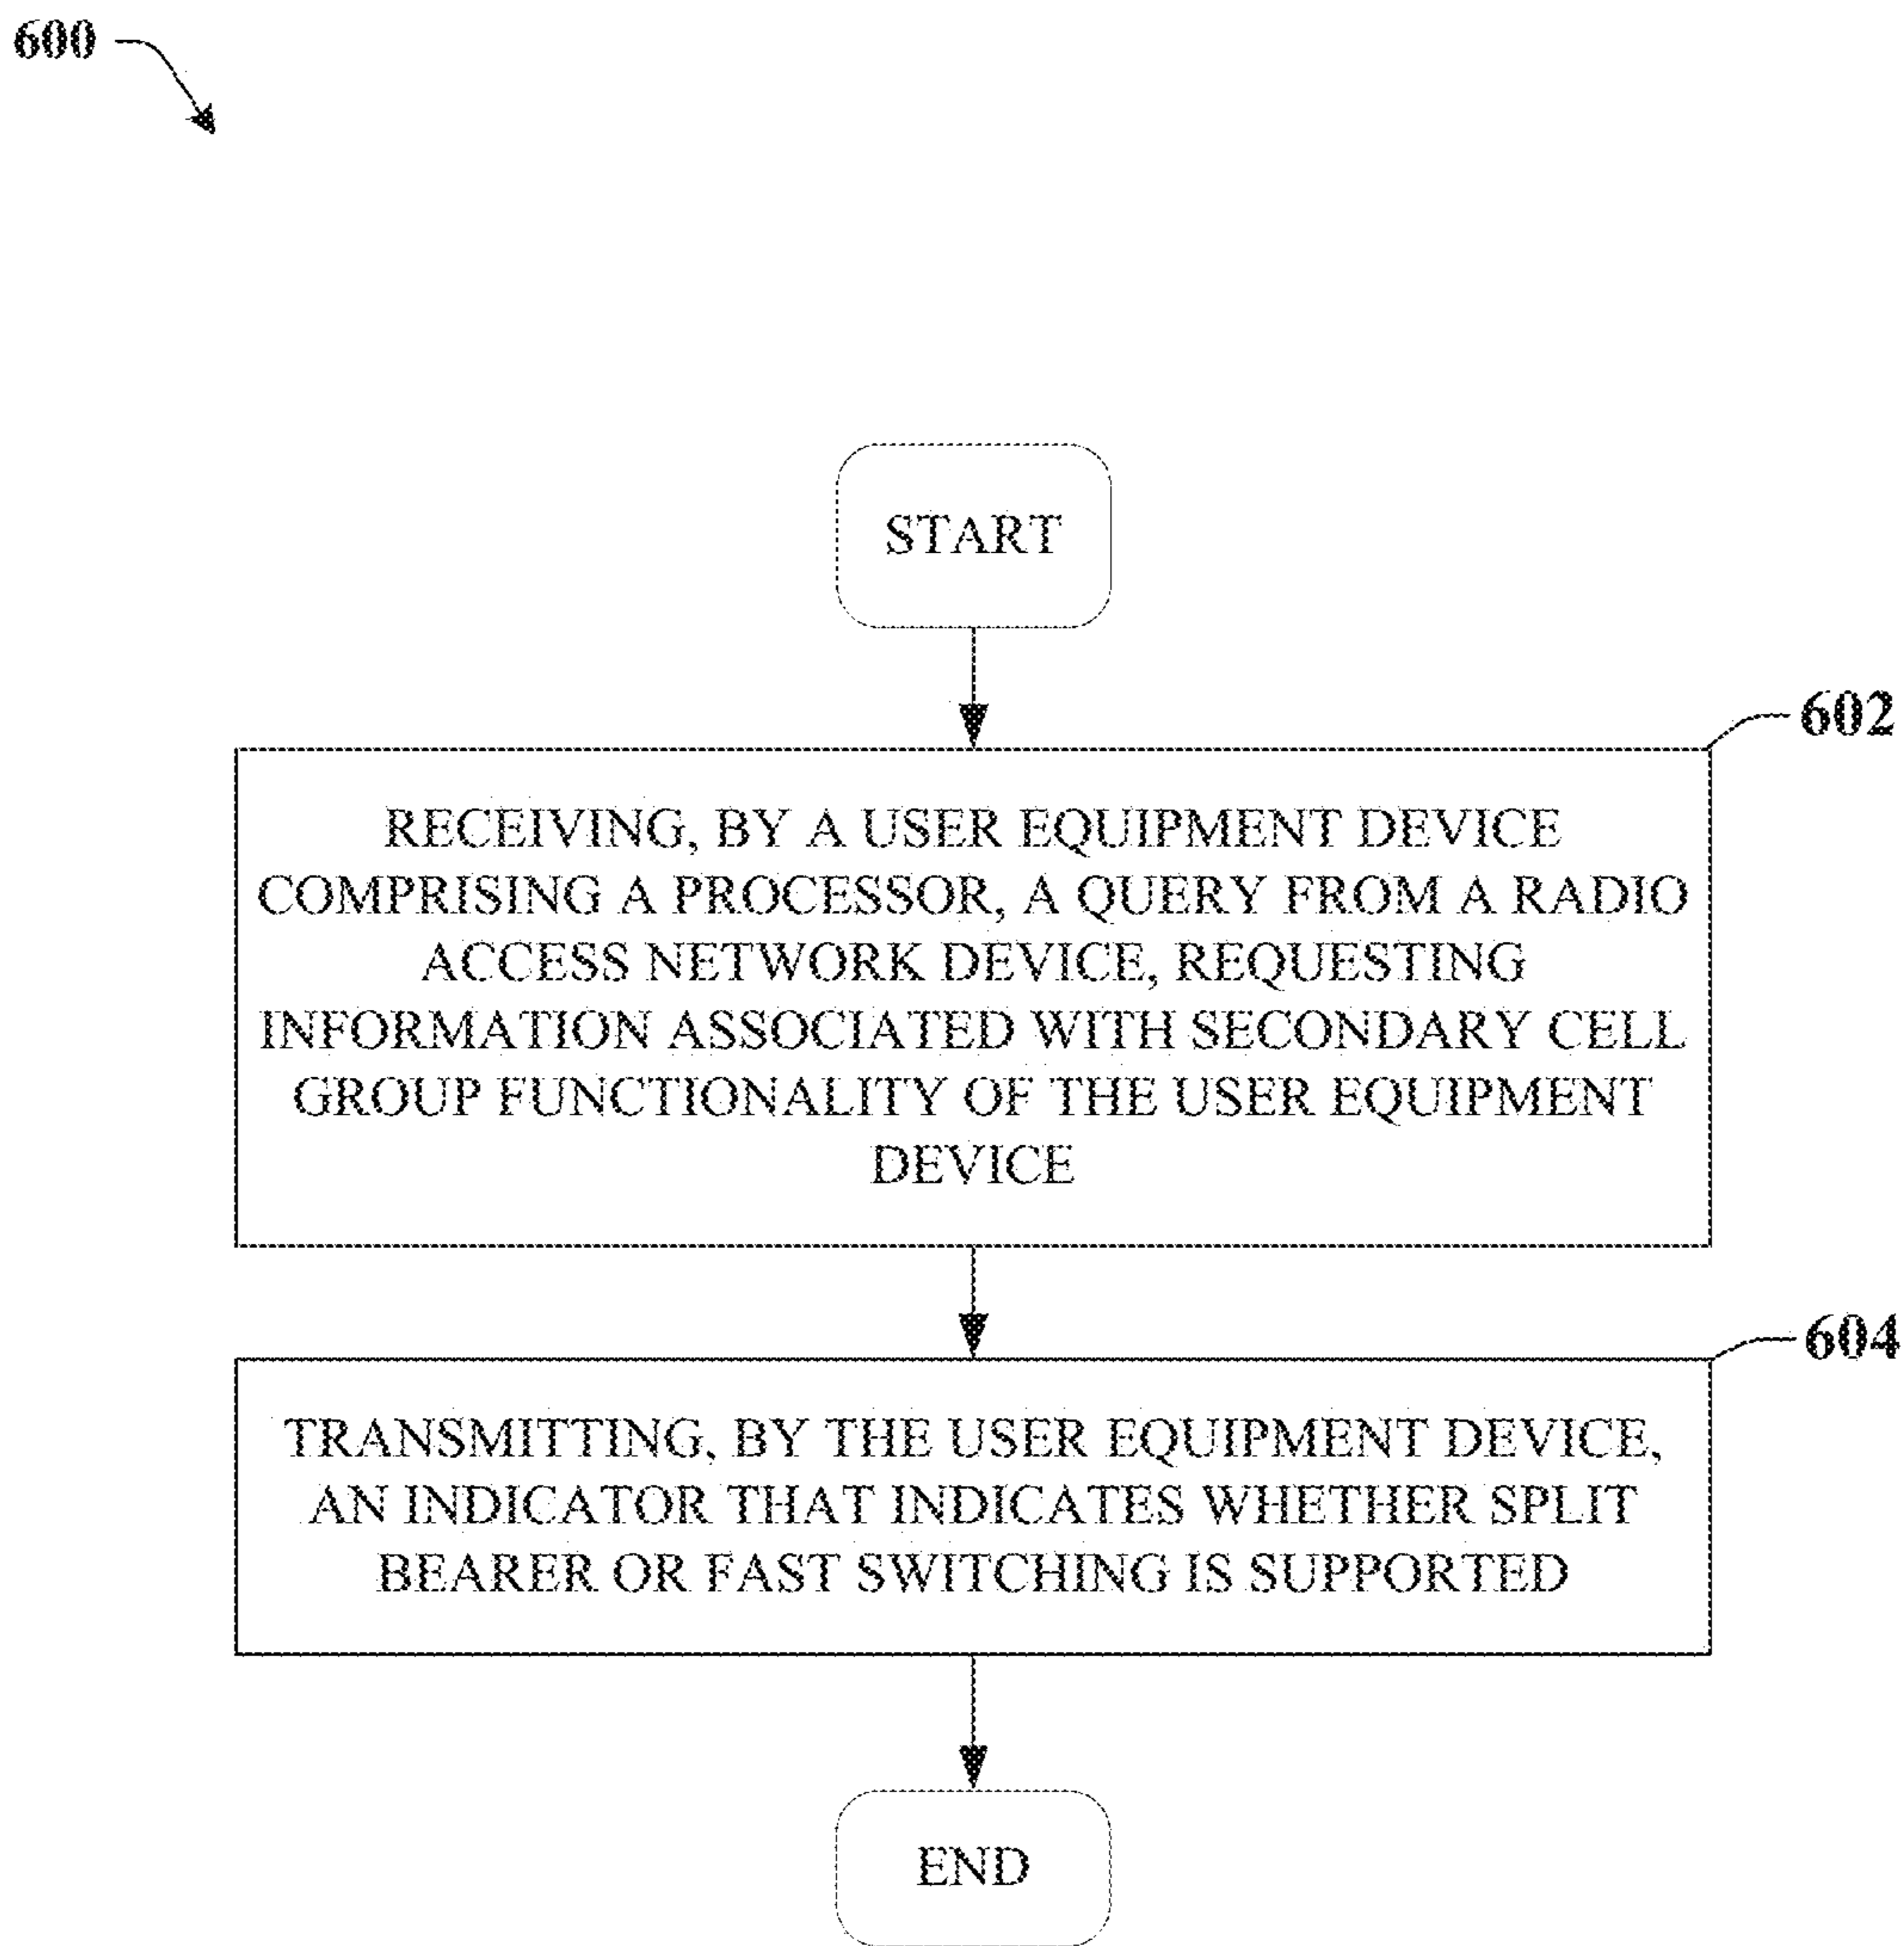 600
START
602
RECEIVING, BY A USER EQUIPMENT DEVICE
COMPRISING A PROCESSOR, A QUERY FROM A RADIO
ACCESS NETWORK DEVICE, REQUESTING
INFORMATION ASSOCIATED WITH SECONDARY CELL
GROUP FUNCTIONALITY OF THE USER EQUIPMENT
DEVICE
604
TRANSMITTING, BY THE USER EQUIPMENT DEVICE,
AN INDICATOR THAT INDICATES WHETHER SPLIT
BEARER OR FAST SWITCHING IS SUPPORTED
END